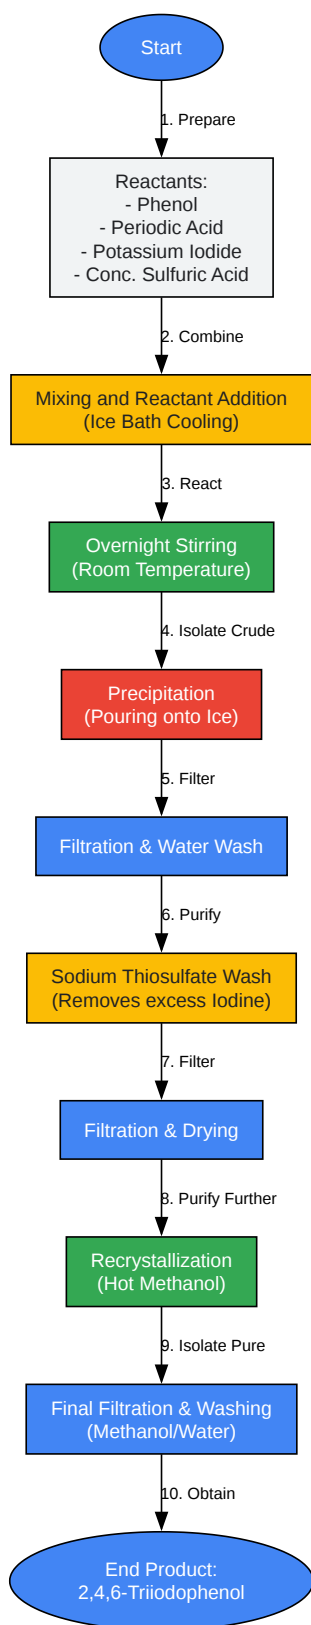 Start
1. Prepare
Reactants:
- Phenol
- Periodic Acid
- Potassium Iodide
- Conc. Sulfuric Acid
2. Combine
Mixing and Reactant Addition
(Ice Bath Cooling)
3. React
Overnight Stirring
(Room Temperature)
4. Isolate Crude
Precipitation
(Pouring onto Ice)
5. Filter
Filtration & Water Wash
6. Purify
Sodium Thiosulfate Wash
(Removes excess Iodine)
7. Filter
Filtration & Drying
8. Purify Further
Recrystallization
(Hot Methanol)
9. Isolate Pure
Final Filtration & Washing
(Methanol/Water)
10. Obtain
End Product:
2,4,6-Triiodophenol